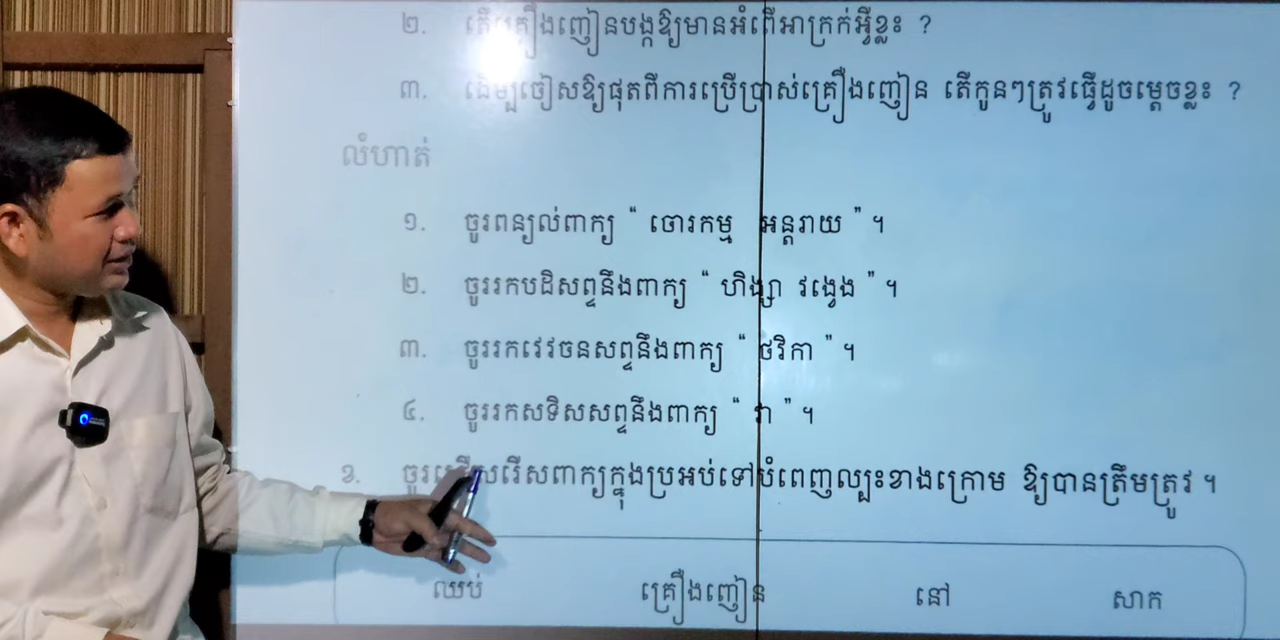 ២. តើគ្រឿងញៀនបង្កឱ្យមានអំពើអាក្រក់អ្វីខ្លះ ?
៣. ដើម្បីចៀសឱ្យផុតពីការប្រើប្រាស់គ្រឿងញៀន តើកូនៗត្រូវធ្វើដូចម្ដេចខ្លះ ?
លំហាត់
១. ចូរពន្យល់ពាក្យ “ ចោរកម្ម អន្តរាយ ” ។
២. ចូររកបដិសព្ទនឹងពាក្យ “ ហិង្សា វង្វេង ” ។
៣. ចូររកវេវចនសព្ទនឹងពាក្យ “ ថវិកា ” ។
៤. ចូររកសទិសសព្ទនឹងពាក្យ “ វា ” ។
ខ. ចូរជ្រើសរើសពាក្យក្នុងប្រអប់ទៅបំពេញល្បះខាងក្រោម ឱ្យបានត្រឹមត្រូវ ។
ឈប់ គ្រឿងញៀន នៅ សាក